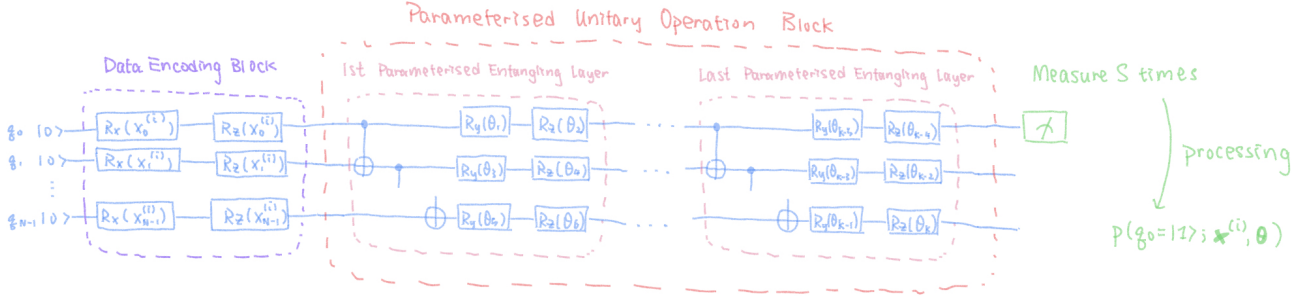 Parameterised Unitary Operation Block
Data Encoding Block
1st Parameterised Entangling Layer
Last Parameterised Entangling Layer
Measure S times
q₀ |0> Rx(x₀⁽ⁱ⁾) Rz(x₀⁽ⁱ⁾) Ry(θ₁) Rz(θ₂) ... Ry(θₖ₋₅) Rz(θₖ₋₄)
q₁ |0> Rx(x₁⁽ⁱ⁾) Rz(x₁⁽ⁱ⁾) Ry(θ₃) Rz(θ₄) ... Ry(θₖ₋₃) Rz(θₖ₋₂)
processing
⋮
q_N-1 |0> Rx(x_N-1⁽ⁱ⁾) Rz(x_N-1⁽ⁱ⁾) Ry(θ₅) Rz(θ₆) ... Ry(θₖ₋₁) Rz(θₖ)
p(q₀=|1>; x⁽ⁱ⁾, θ)